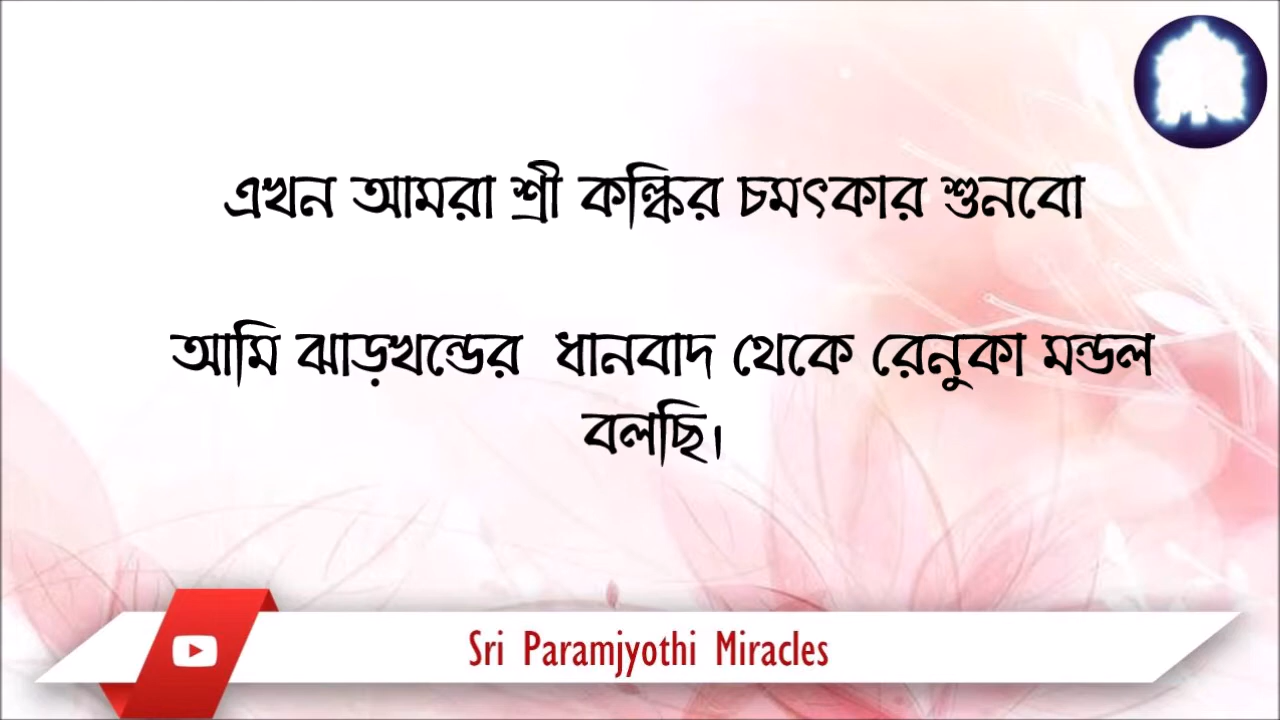 এখন আমরা শ্রী কল্কির চমৎকার শুনবো
আমি ঝাড়খন্ডের ধানবাদ থেকে রেনুকা মন্ডল
বলছি।
Sri Paramjyothi Miracles